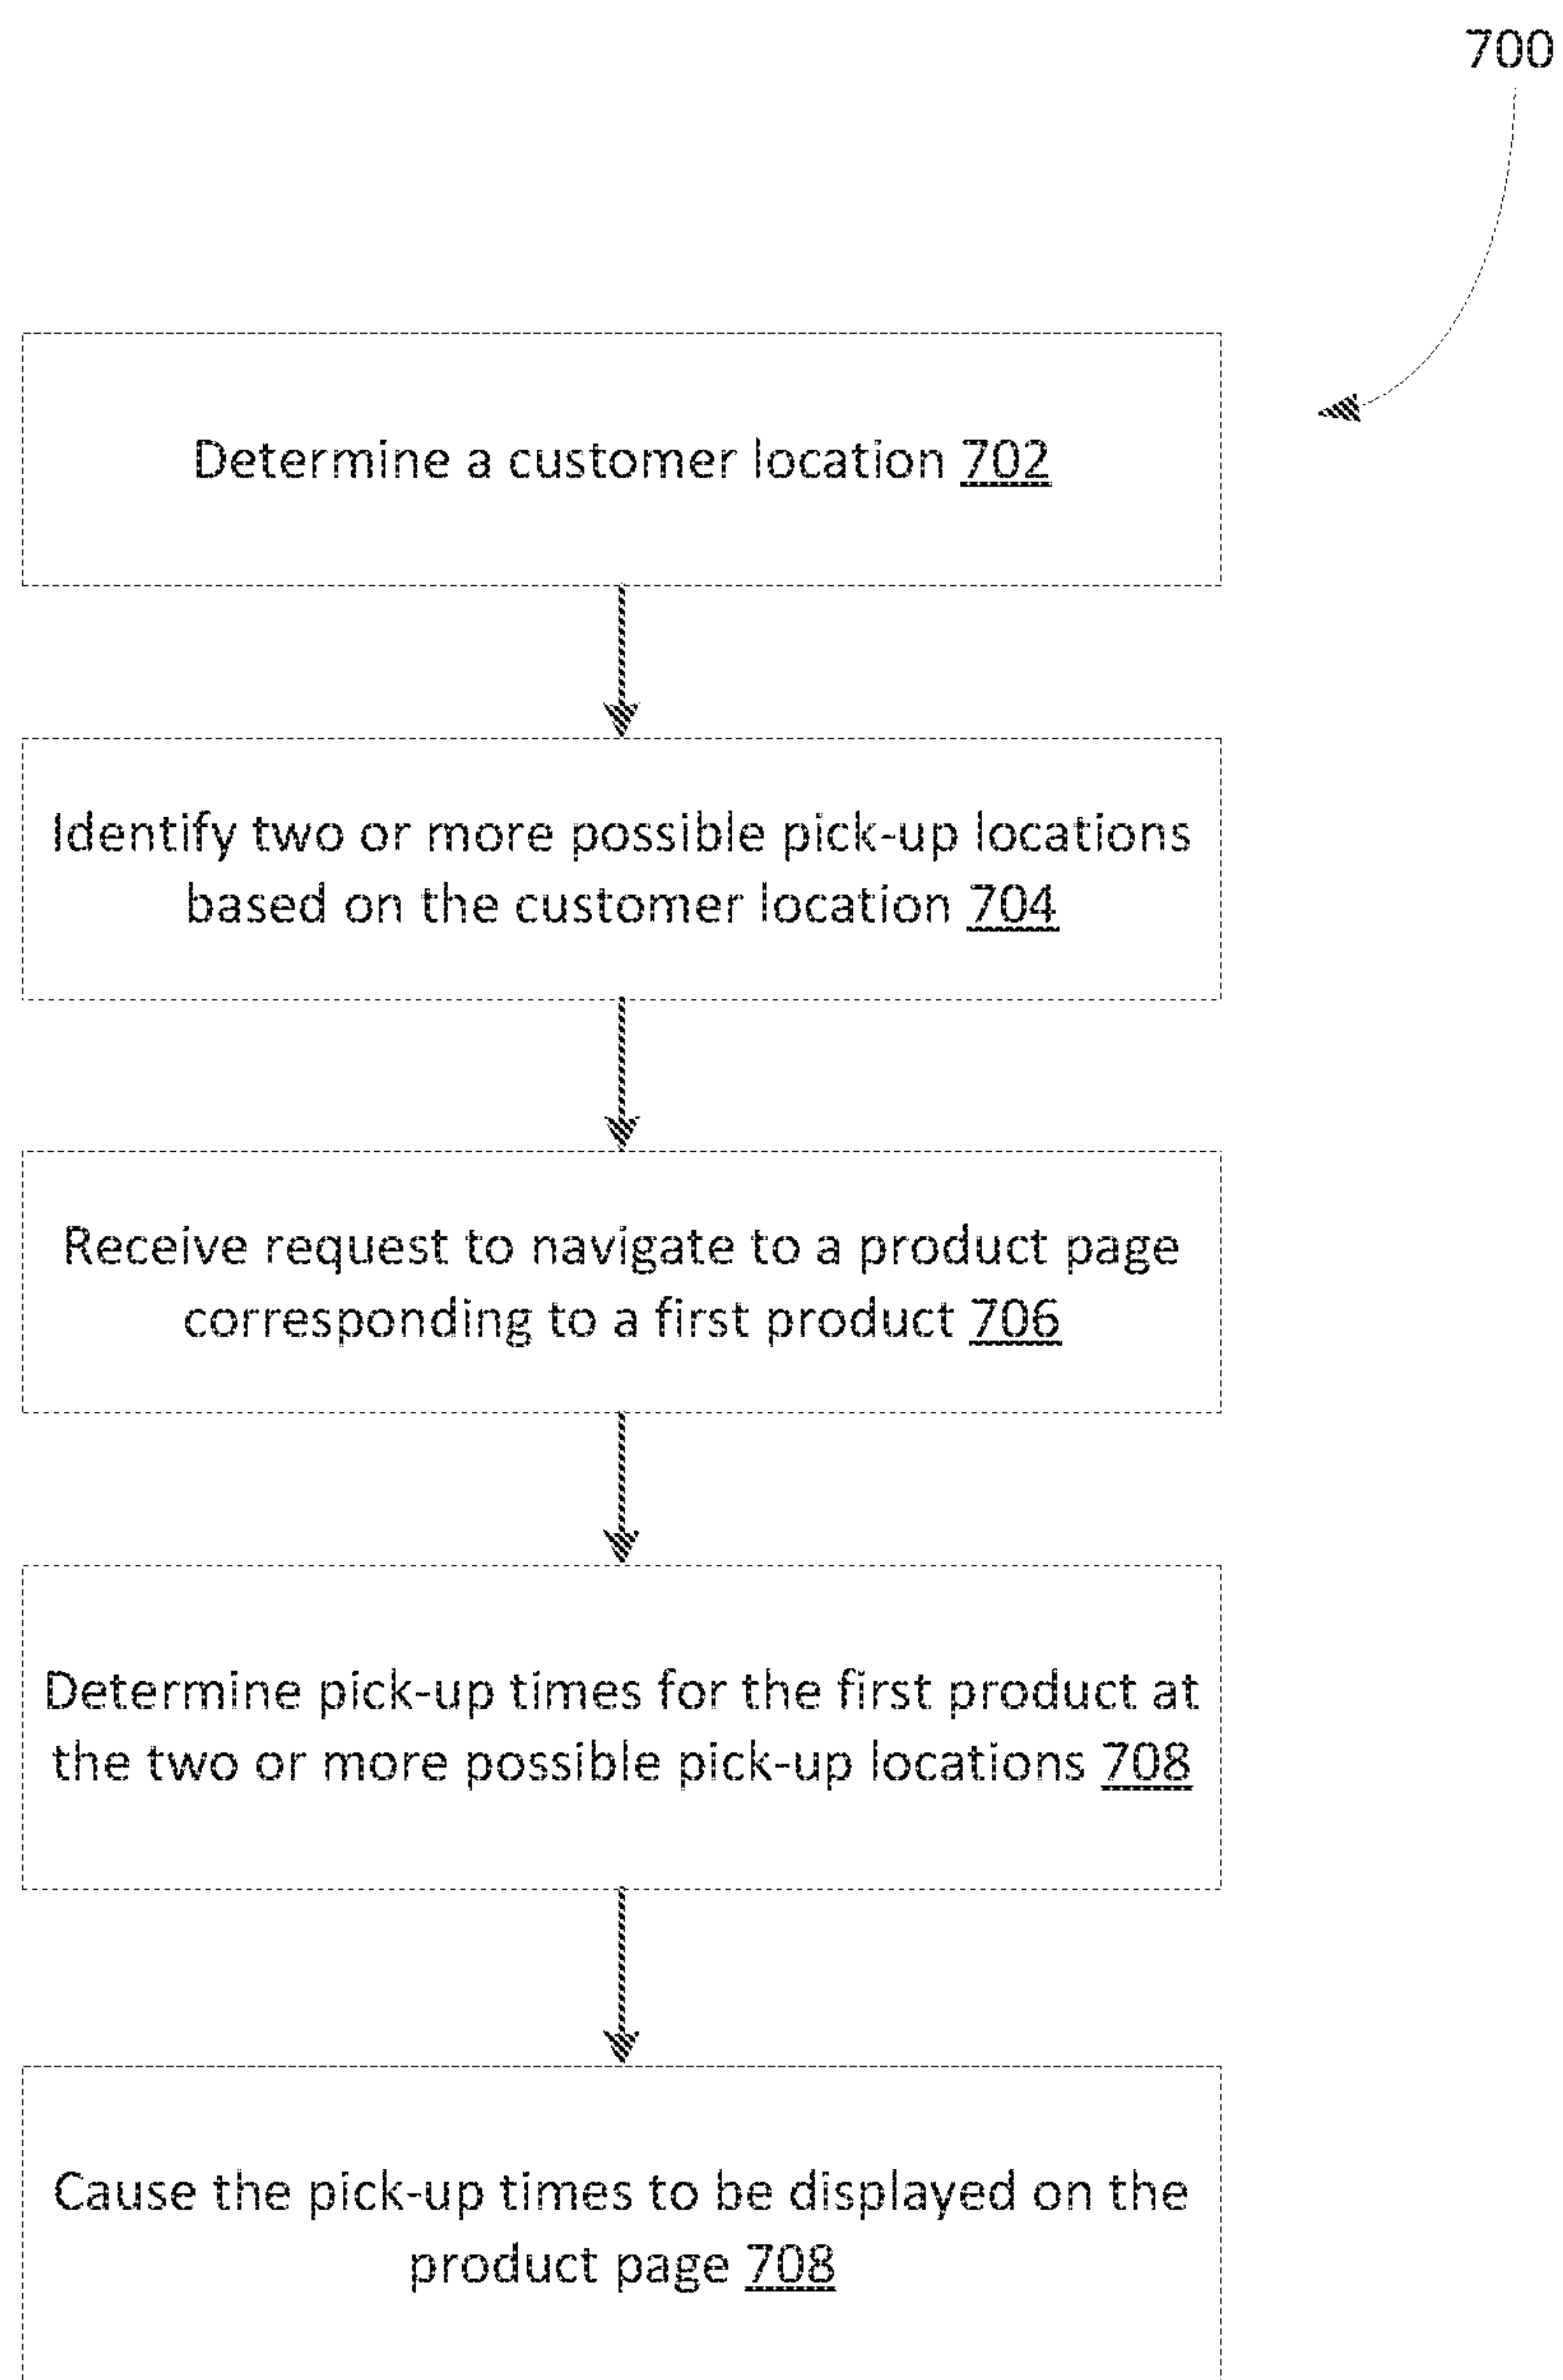 700
Determine a customer location 702
Identify two or more possible pick-up locations
based on the customer location 704
Receive request to navigate to a product page
corresponding to a first product 706
Determine pick-up times for the first product at
the two or more possible pick-up locations 708
Cause the pick-up times to be displayed on the
product page 708